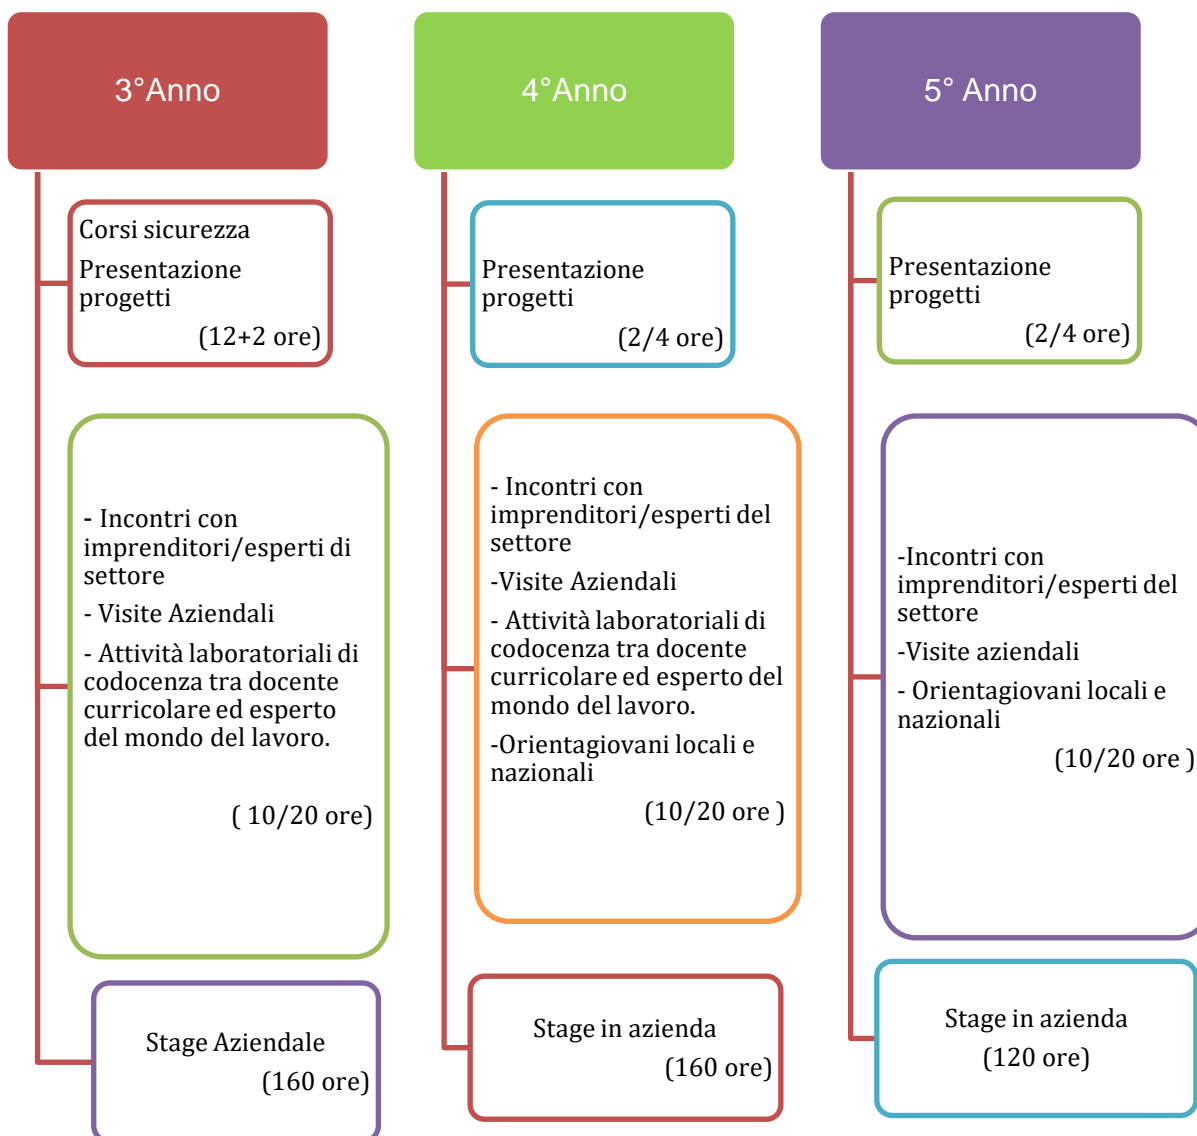 3°Anno
Corsi sicurezza
Presentazione
progetti
(12+2 ore)
- Incontri con
imprenditori/esperti di
settore
- Visite Aziendali
- Attività laboratoriali di
codocenza tra docente
curricolare ed esperto
del mondo del lavoro.
( 10/20 ore)
Stage Aziendale
(160 ore)
4°Anno
Presentazione
progetti
(2/4 ore)
- Incontri con
imprenditori/esperti del
settore
-Visite Aziendali
- Attività laboratoriali di
codocenza tra docente
curricolare ed esperto del
mondo del lavoro.
-Orientagiovani locali e
nazionali
(10/20 ore )
Stage in azienda
(160 ore)
5° Anno
Presentazione
progetti
(2/4 ore)
-Incontri con
imprenditori/esperti del
settore
-Visite aziendali
- Orientagiovani locali e
nazionali
(10/20 ore )
Stage in azienda
(120 ore)